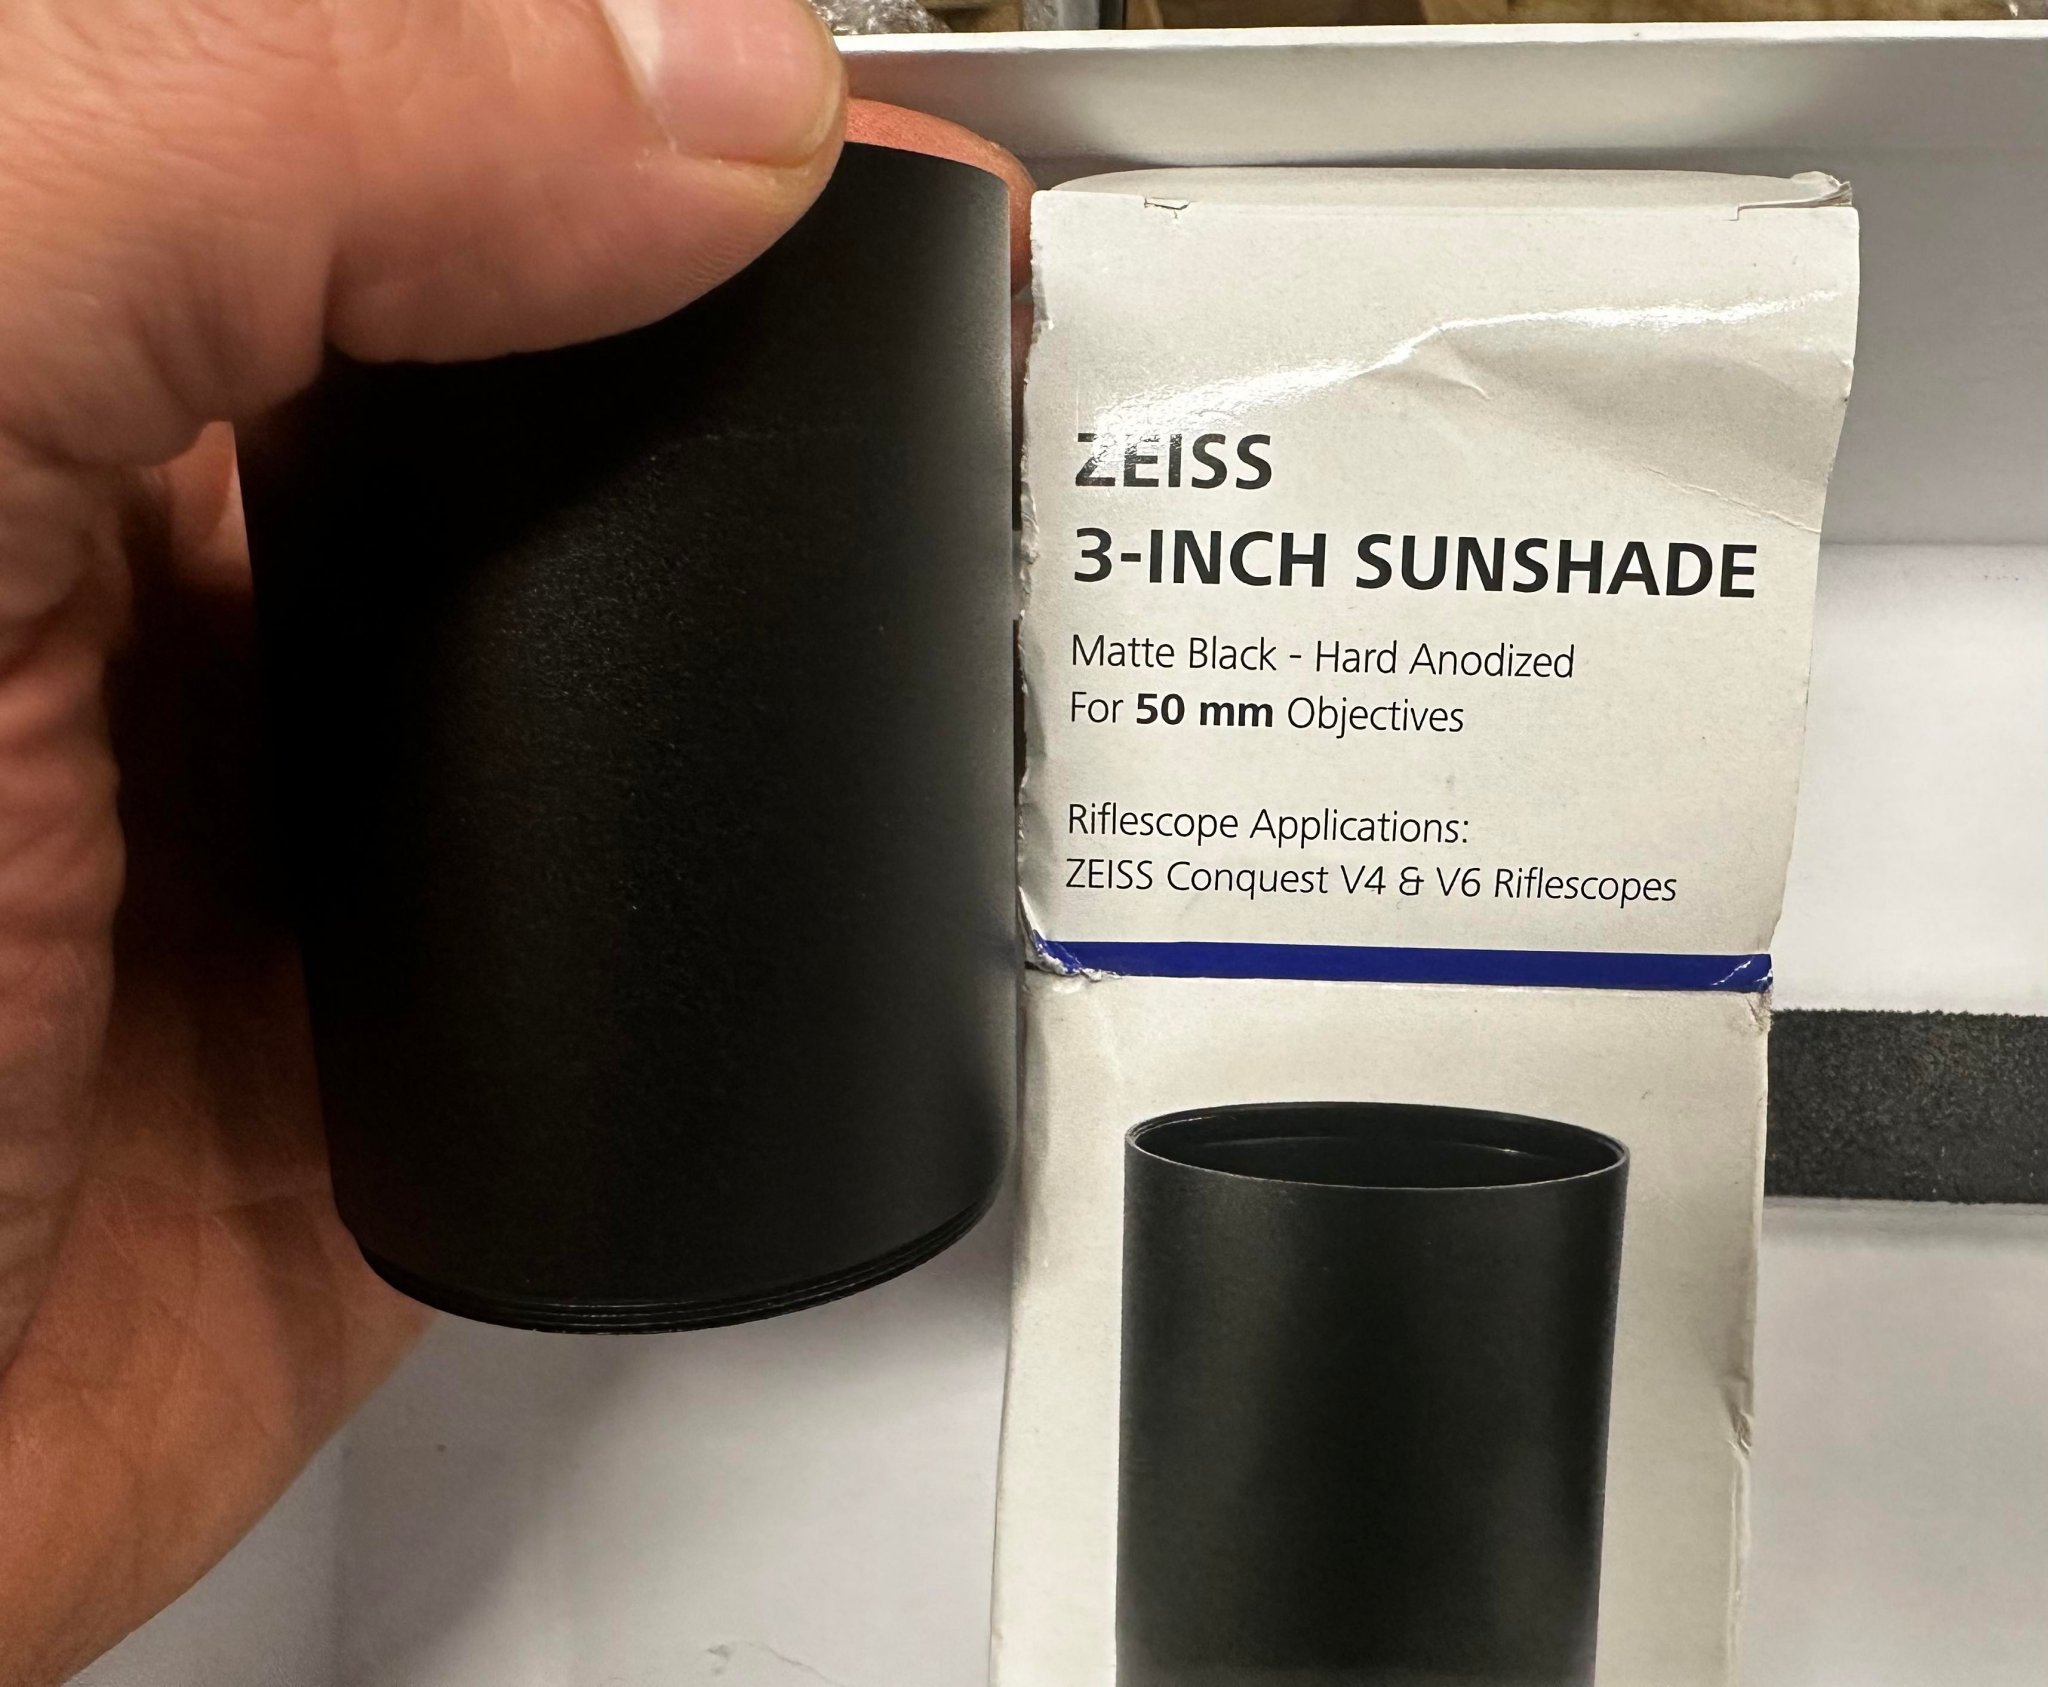 ZEISS
3-INCH SUNSHADE
Matte Black - Hard Anodized
For 50 mm Objectives
Riflescope Applications:
ZEISS Conquest V4 & V6 Riflescopes